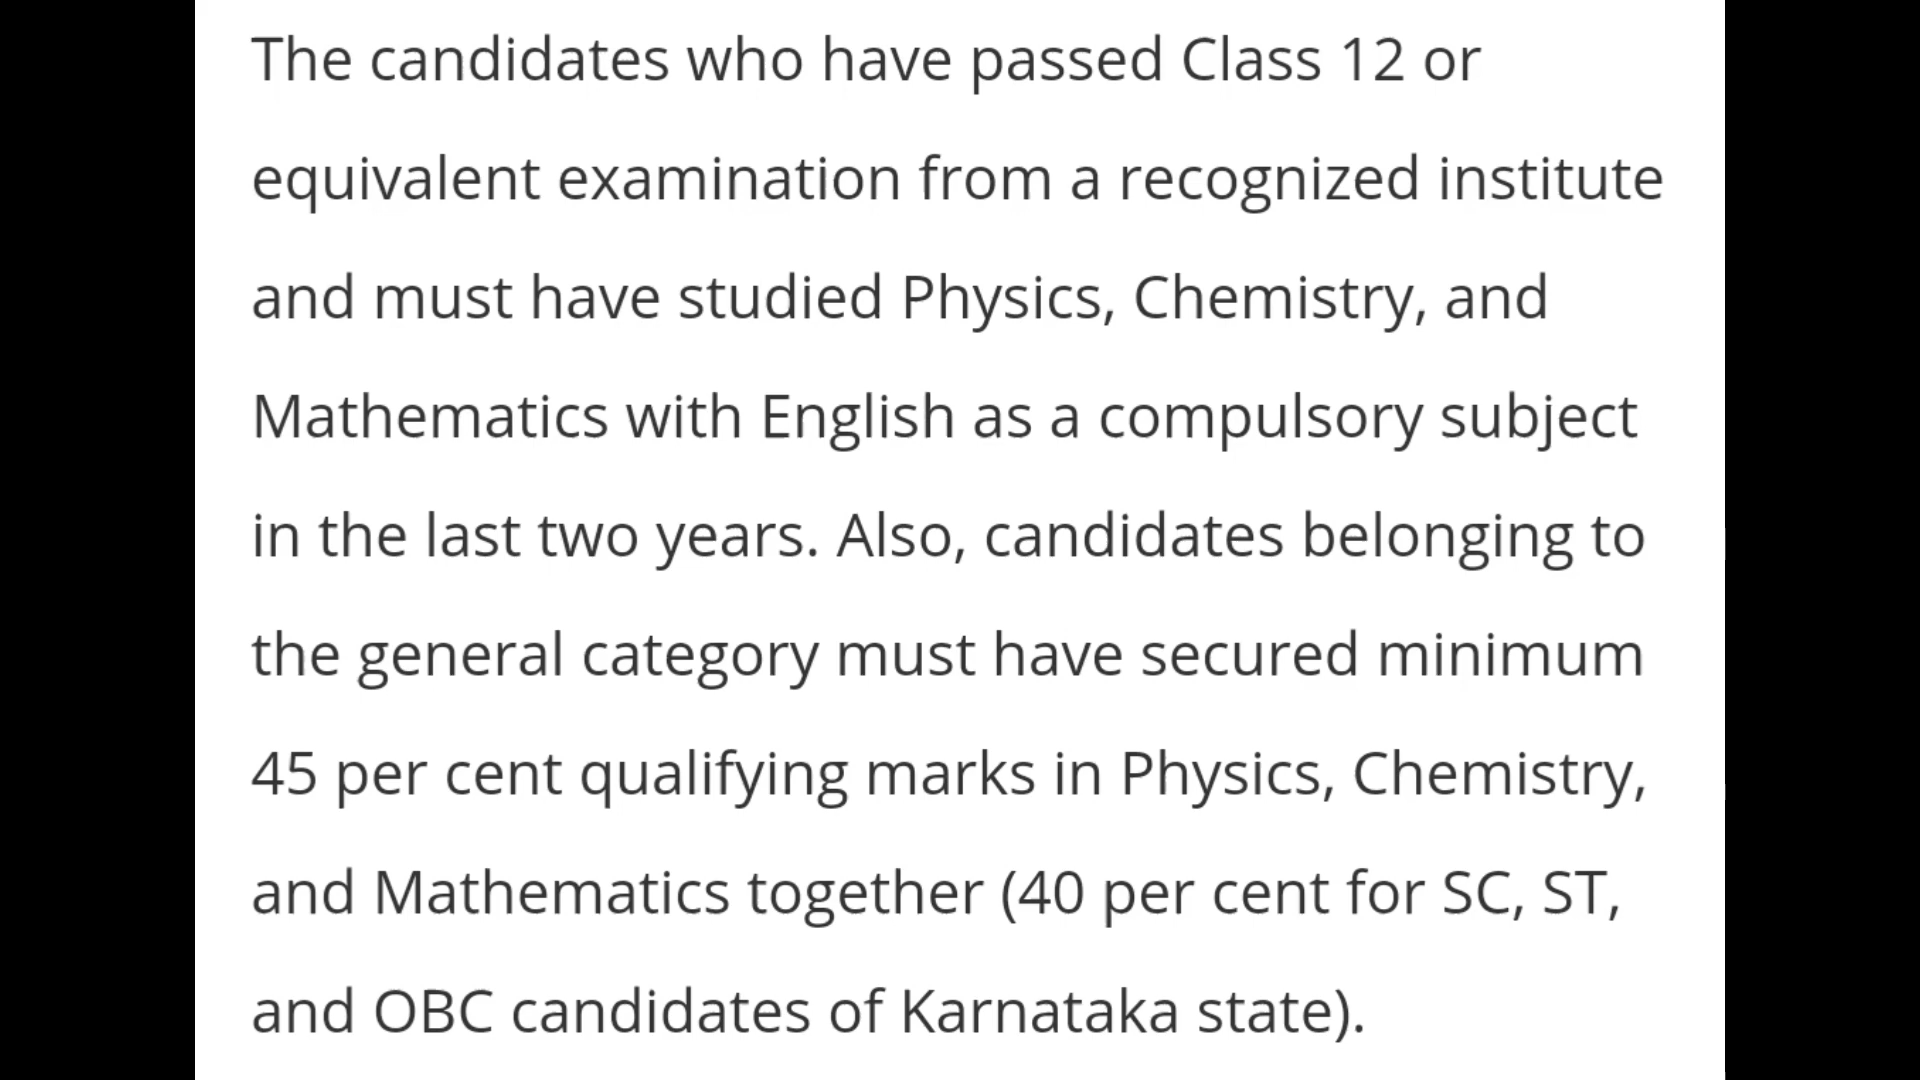 The candidates who have passed Class 12 or
equivalent examination from a recognized institute
and must have studied Physics, Chemistry, and
Mathematics with English as a compulsory subject
in the last two years. Also, candidates belonging to
the general category must have secured minimum
45 per cent qualifying marks in Physics, Chemistry,
and Mathematics together (40 per cent for SC, ST,
and OBC candidates of Karnataka state).